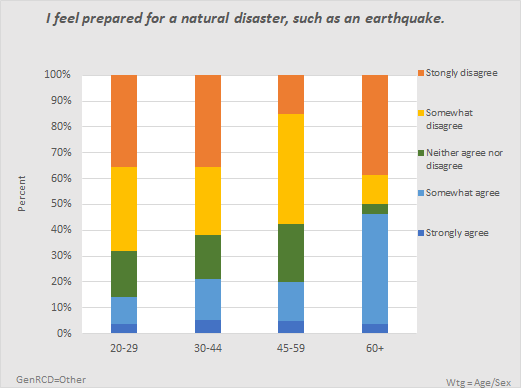 I feel prepared for a natural disaster, such as an earthquake.
100%
90%
80%
70%
60%
50%
40%
30%
20%
10%
0%
Percent
20-29
30-44
45-59
60+
Stongly disagree
Somewhat
disagree
Neither agree nor
disagree
Somewhat agree
Strongly agree
GenRCD=Other
Wtg = Age/Sex